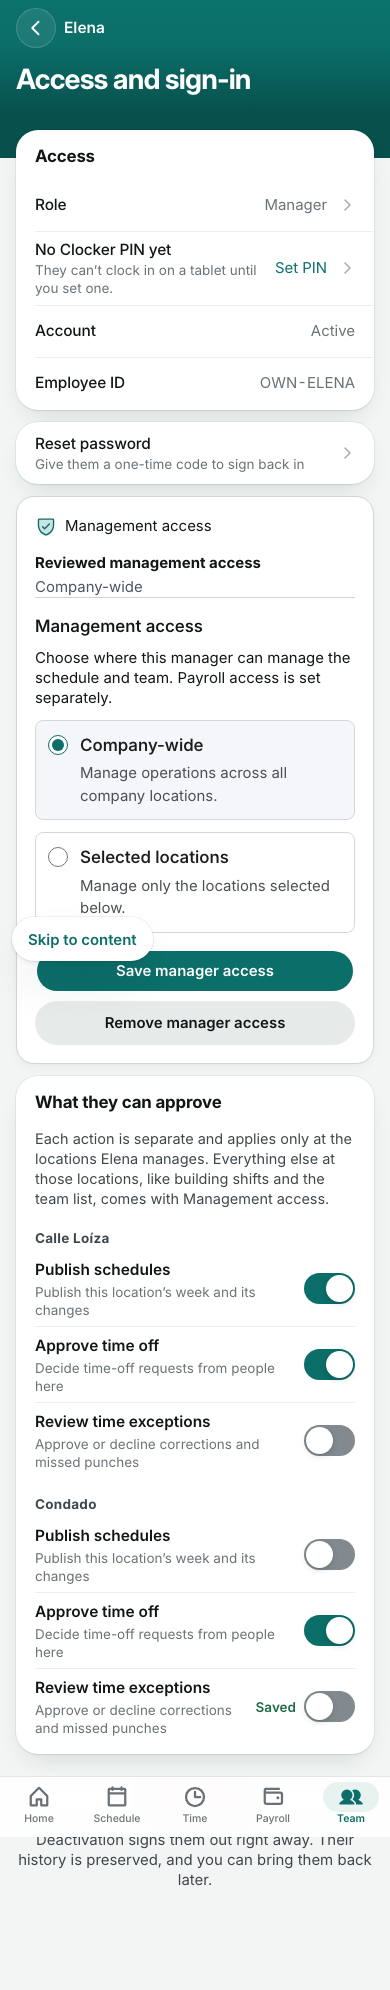 Elena
Access and sign-in
Access
Role
Manager
No Clocker PIN yet
They can’t clock in on a tablet until
you set one.
Set PIN
Account
Active
Employee ID
OWN-ELENA
Reset password
Give them a one-time code to sign back in
Management access
Reviewed management access
Company-wide
Management access
Choose where this manager can manage the
schedule and team. Payroll access is set
separately.
Company-wide
Manage operations across all
company locations.
Selected locations
Manage only the locations selected
below.
Skip to content
Save manager access
Remove manager access
What they can approve
Each action is separate and applies only at the
locations Elena manages. Everything else at
those locations, like building shifts and the
team list, comes with Management access.
Calle Loíza
Publish schedules
Publish this location’s week and its
changes
Approve time off
Decide time-off requests from people
here
Review time exceptions
Approve or decline corrections and
missed punches
Condado
Publish schedules
Publish this location’s week and its
changes
Approve time off
Decide time-off requests from people
here
Review time exceptions
Approve or decline corrections
and missed punches
Saved
Home
Schedule
Time
Payroll
Team
Deactivation signs them out right away. Their
history is preserved, and you can bring them back
later.